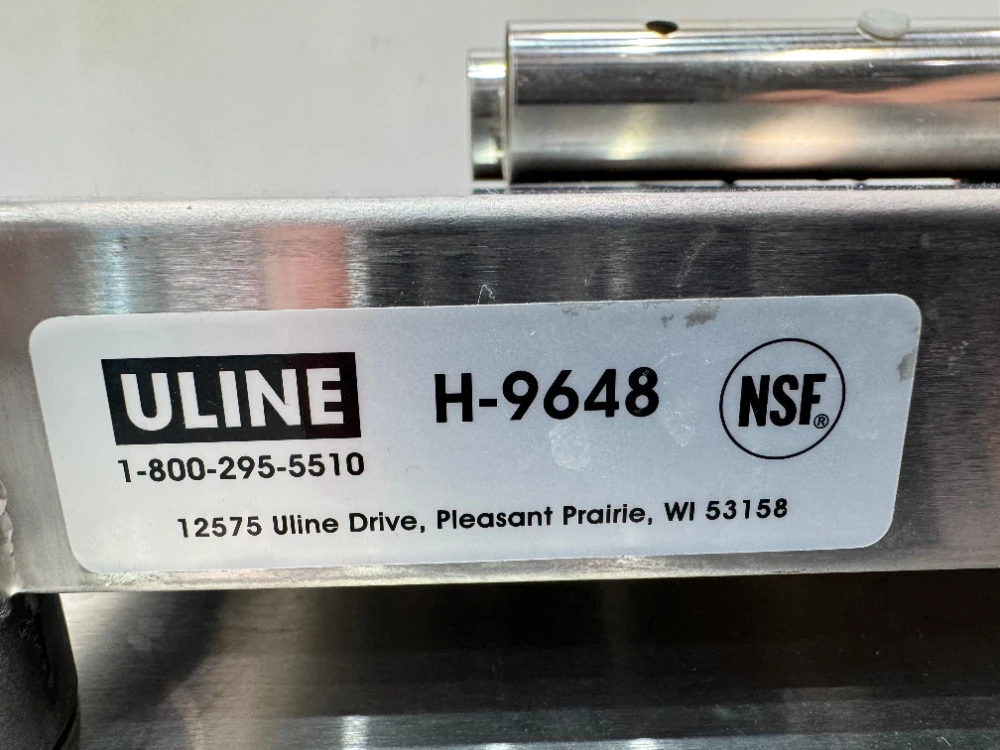 ULINE H-9648 NSF®
1-800-295-5510
12575 Uline Drive, Pleasant Prairie, WI 53158